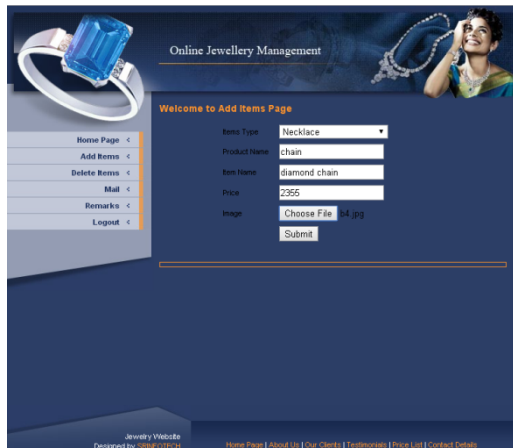 Online Jewellery Management
Welcome to Add Items Page
Home Page <
Add Items <
Delete Items <
Mail <
Remarks <
Logout <
Items Type Necklace
Product Name chain
Item Name diamond chain
Price 2355
Image Choose File b4.jpg
Submit
Jewelry Website
Designed by SBINFOTECH
Home Page | About Us | Our Clients | Testimonials | Price List | Contact Details